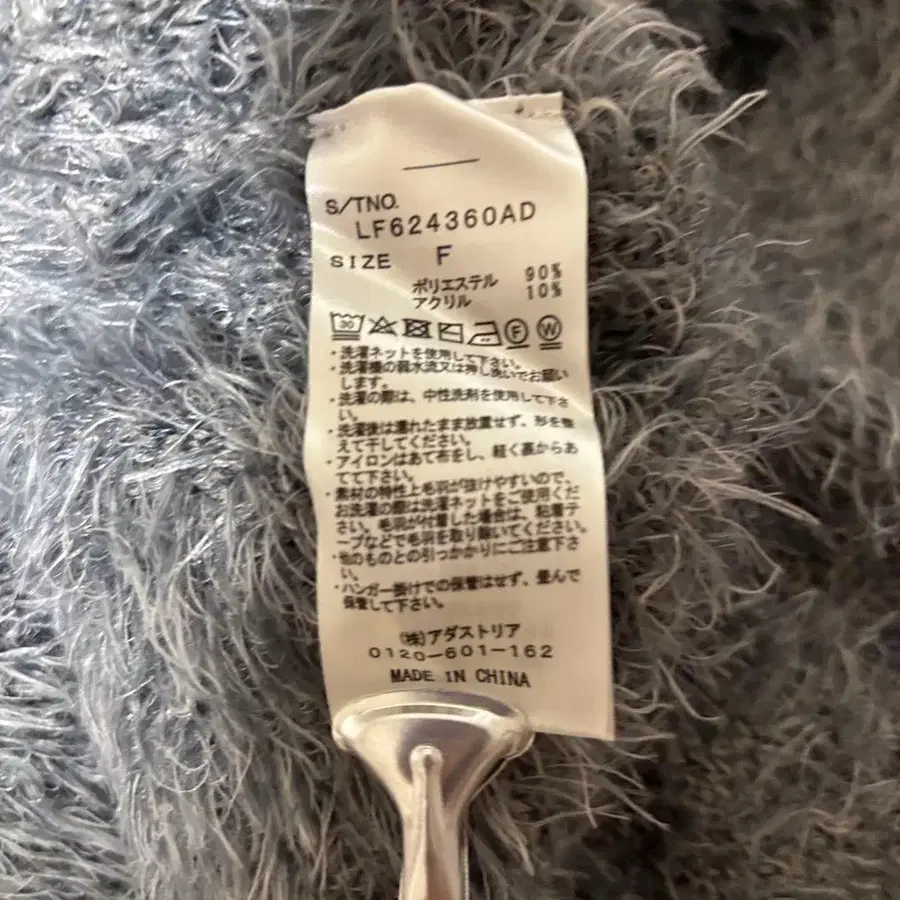 S/TNO.
LF624360AD
SIZE F
ポリエステル 90%
アクリル 10%
30 F W
・洗濯ネットを使用して下さい。
・洗濯機の弱水流又は押し洗いでお願い
します。
・洗濯の際は、中性洗剤を使用して下さ
い。
・洗濯後は濡れたまま放置せず、形を整
えて干してください。
・アイロンはあて布をし、軽く裏からあ
てて下さい。
・素材の特性上毛羽が抜けやすいので、
お洗濯の際は洗濯ネットをご使用くだ
さい。毛羽が付着した場合は、粘着テ
ープなどで毛羽を取り除いてください。
・他のものとの引っかかりにご注意下さ
い。
・ハンガー掛けでの保管はせず、畳んで
保管して下さい。
(株)アダストリア
0120-601-162
MADE IN CHINA